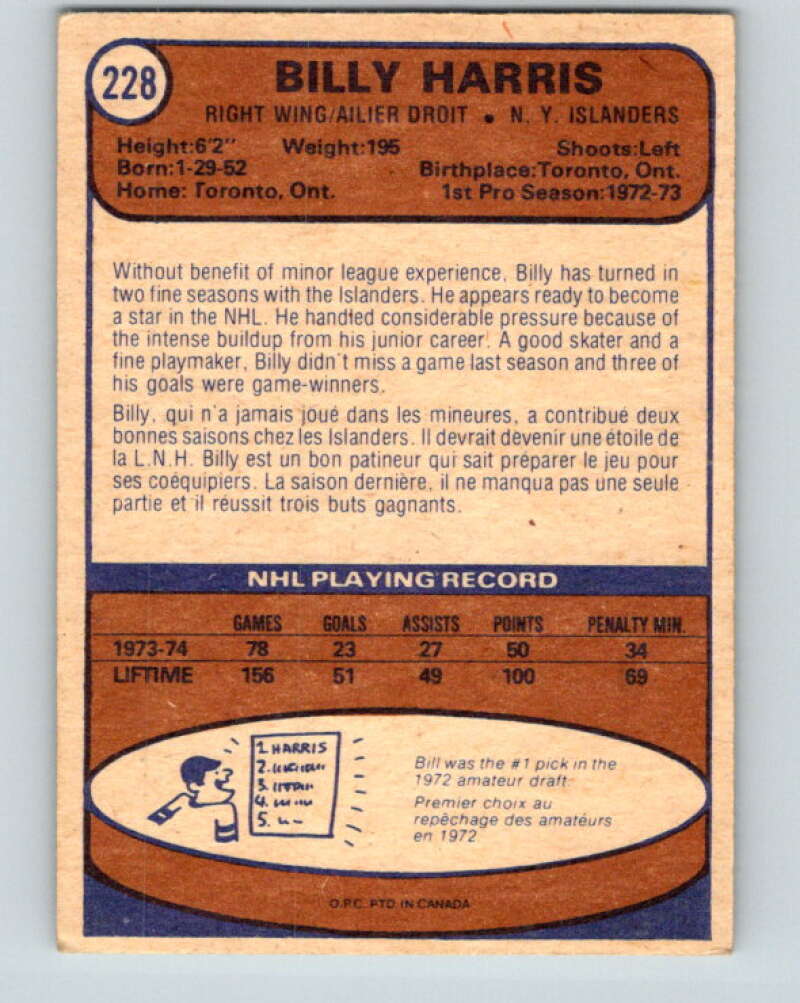 228
BILLY HARRIS
RIGHT WING/AILIER DROIT • N. Y. ISLANDERS
Height:6'2" Weight:195 Shoots:Left
Born:1-29-52 Birthplace:Toronto, Ont.
Home: Toronto, Ont. 1st Pro Season:1972-73
Without benefit of minor league experience, Billy has turned in
two fine seasons with the Islanders. He appears ready to become
a star in the NHL. He handled considerable pressure because of
the intense buildup from his junior career. A good skater and a
fine playmaker, Billy didn't miss a game last season and three of
his goals were game-winners.
Billy, qui n'a jamais joué dans les mineures, a contribué deux
bonnes saisons chez les Islanders. Il devrait devenir une étoile de
la L.N.H. Billy est un bon patineur qui sait préparer le jeu pour
ses coéquipiers. La saison dernière, il ne manqua pas une seule
partie et il réussit trois buts gagnants.
NHL PLAYING RECORD
GAMES GOALS ASSISTS POINTS PENALTY MIN.
1973-74 78 23 27 50 34
LIFTIME 156 51 49 100 69
1. HARRIS
2.
3.
4.
5.
Bill was the #1 pick in the
1972 amateur draft.
Premier choix au
repêchage des amatéurs
en 1972
O.P.C. PTD IN CANADA